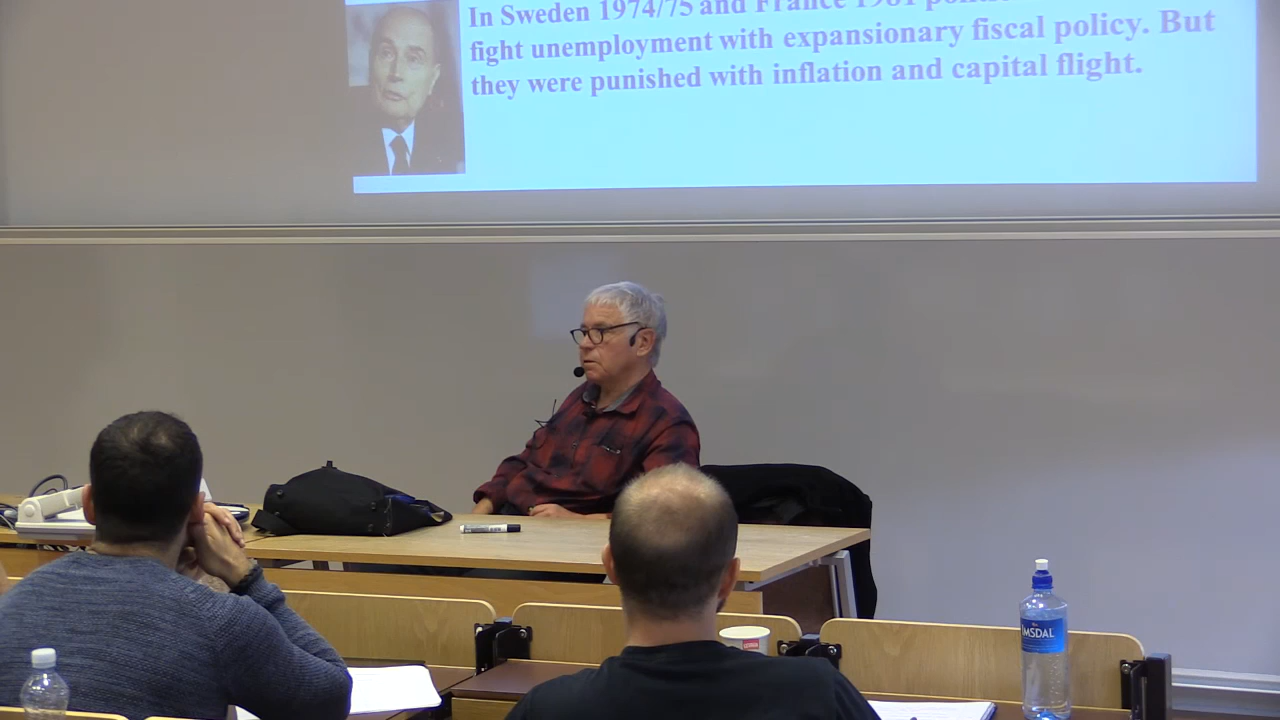 In Sweden 1974/75 and France 1981
fight unemployment with expansionary fiscal policy. But
they were punished with inflation and capital flight.
MSDAL